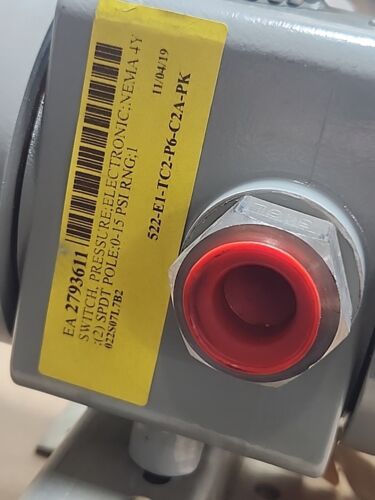 EA 2793611
SWITCH, PRESSURE;ELECTRONIC;NEMA 4Y
;(2) SPDT POLE;0-15 PSI RNG;1
022S07L7B2
11/04/19
522-E1-TC2-P6-C2A-PK